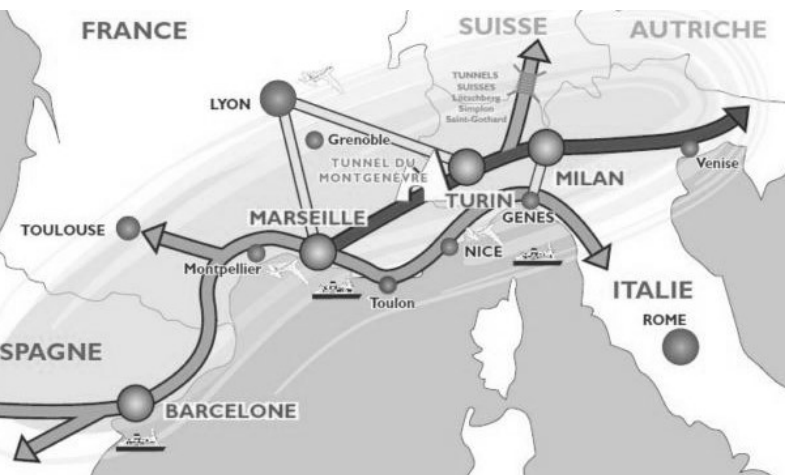 FRANCE
SUISSE
AUTRICHE
TUNNELS
SUISSES
Lötschberg
Simplon
Saint-Gothard
LYON
Grenoble
TUNNEL DU
MONTGENÈVRE
Venise
MILAN
TURIN
GENES
MARSEILLE
TOULOUSE
Montpellier
NICE
Toulon
ITALIE
ROME
SPAGNE
BARCELONE